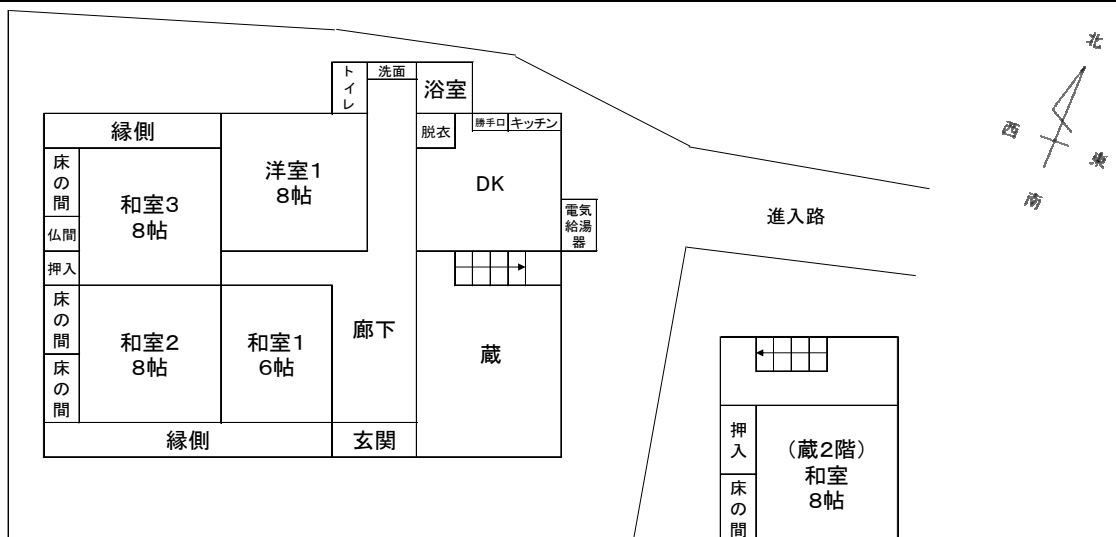 北
西
東
南
トイレ
洗面
浴室
脱衣
勝手口
キッチン
縁側
床の間
和室3
8帖
洋室1
8帖
DK
電気
給湯
器
進入路
仏間
押入
床の間
床の間
和室2
8帖
和室1
6帖
廊下
蔵
縁側
玄関
押入
床の間
(蔵2階)
和室
8帖